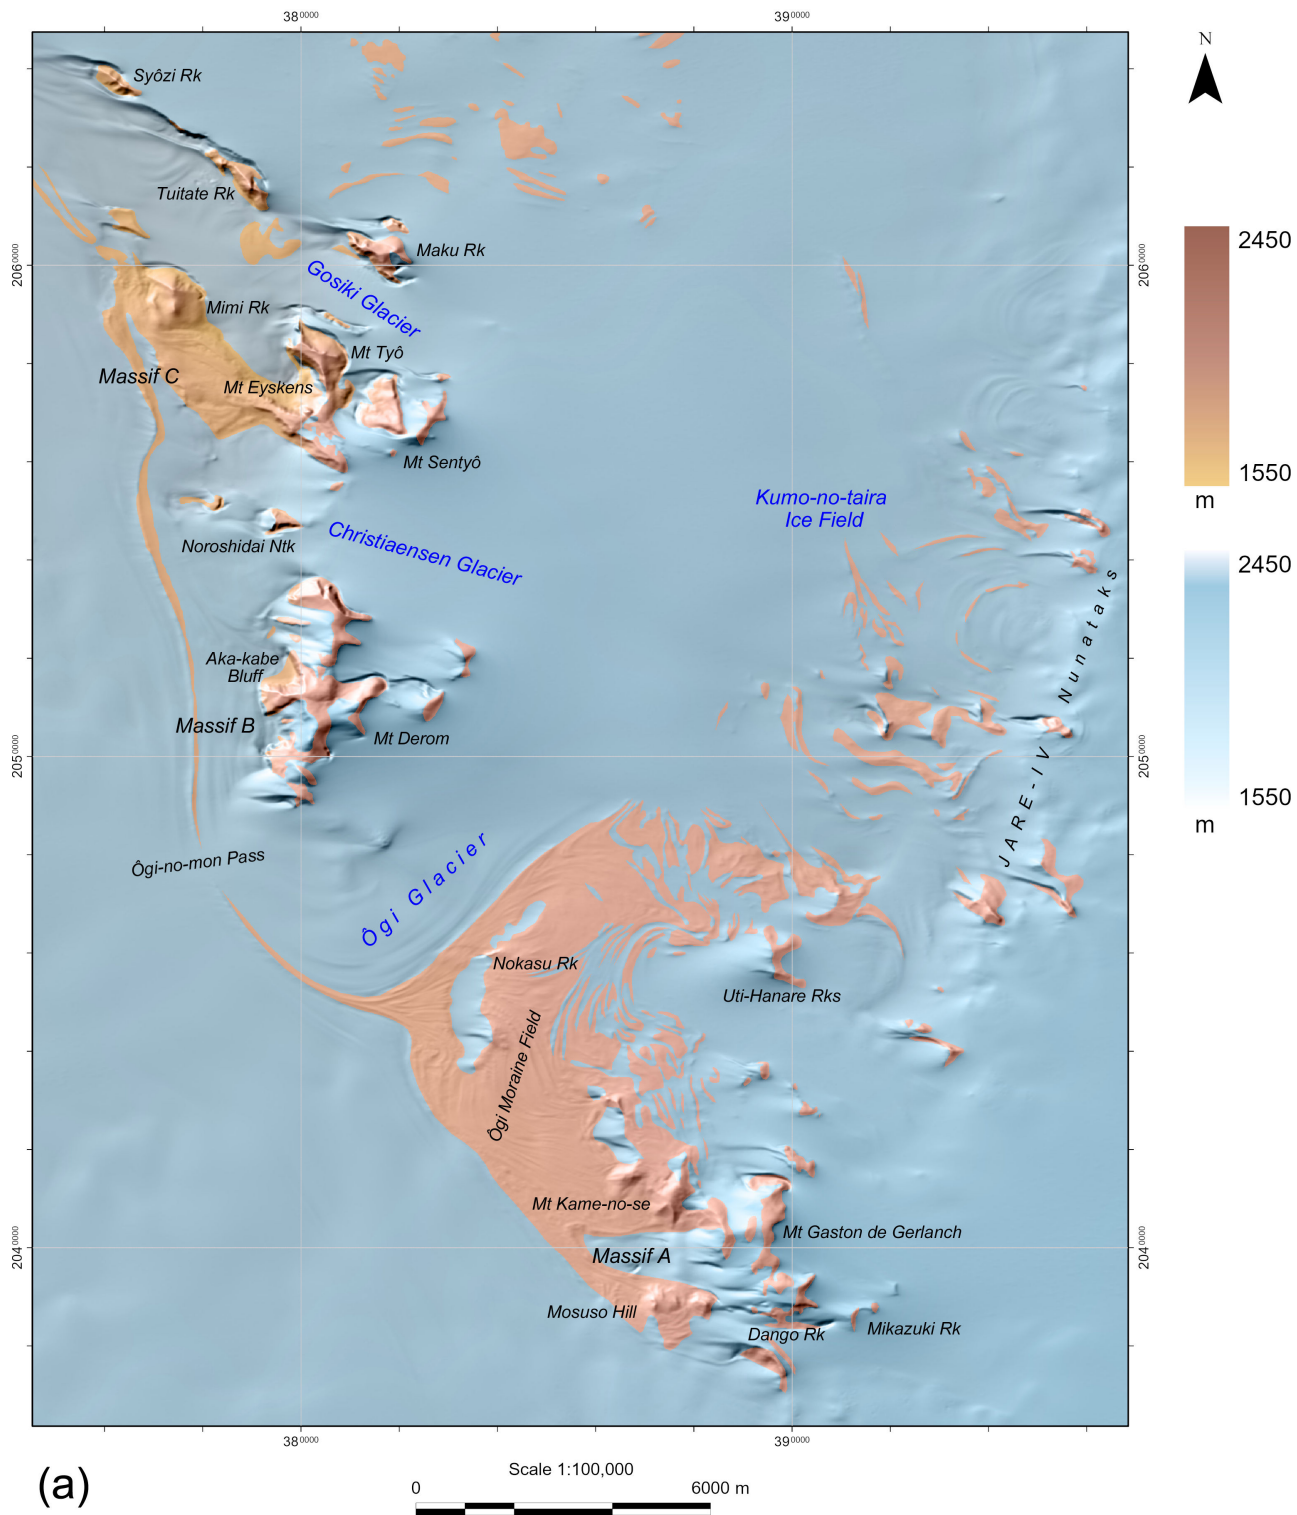 380000
390000
N
Syôzi Rk
Tuitate Rk
Maku Rk
2060000
2060000
Gosiki Glacier
Mimi Rk
Mt Tyô
Massif C
Mt Eyskens
Mt Sentyô
Kumo-no-taira
Ice Field
Noroshidai Ntk
Christiaensen Glacier
Aka-kabe
Bluff
Massif B
Mt Derom
JARE-IV Nunataks
2050000
2050000
Ôgi-no-mon Pass
Ôgi Glacier
Nokasu Rk
Uti-Hanare Rks
Ôgi Moraine Field
Mt Kame-no-se
Mt Gaston de Gerlanch
2040000
2040000
Massif A
Mosuso Hill
Dango Rk
Mikazuki Rk
380000
390000
2450
1550
m
2450
1550
m
(a)
Scale 1:100,000
0
6000 m